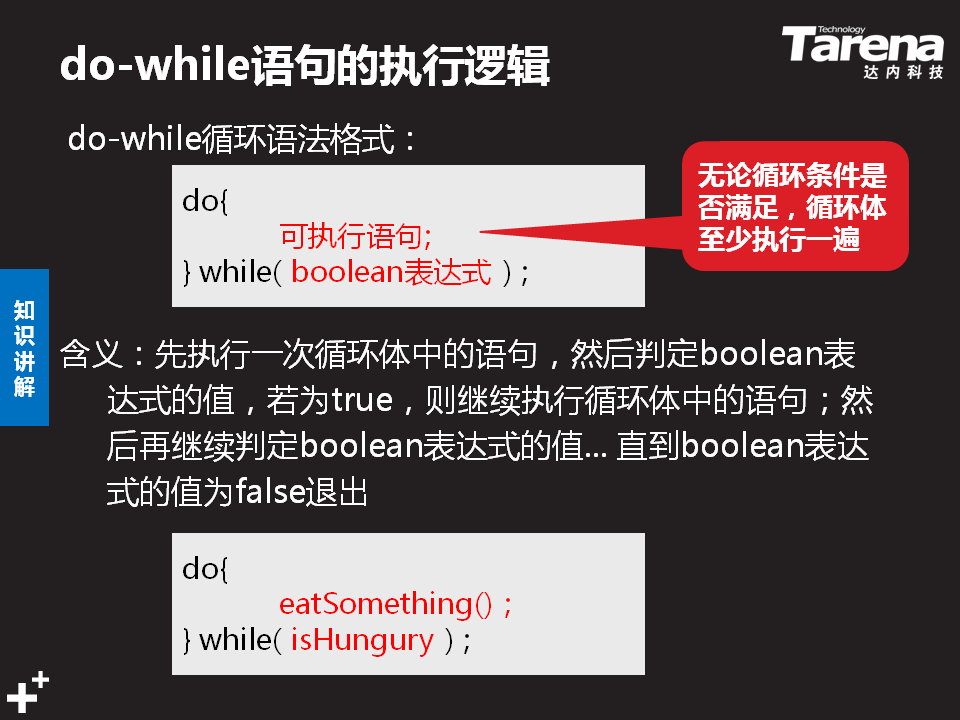 do-while语句的执行逻辑
Technology
Tarena
达内科技
do-while循环语法格式：
do{
可执行语句;
} while( boolean表达式 ) ;
无论循环条件是
否满足，循环体
至少执行一遍
知
识
讲
解
含义：先执行一次循环体中的语句，然后判定boolean表
达式的值，若为true，则继续执行循环体中的语句；然
后再继续判定boolean表达式的值... 直到boolean表达
式的值为false退出
do{
eatSomething() ;
} while( isHungury ) ;